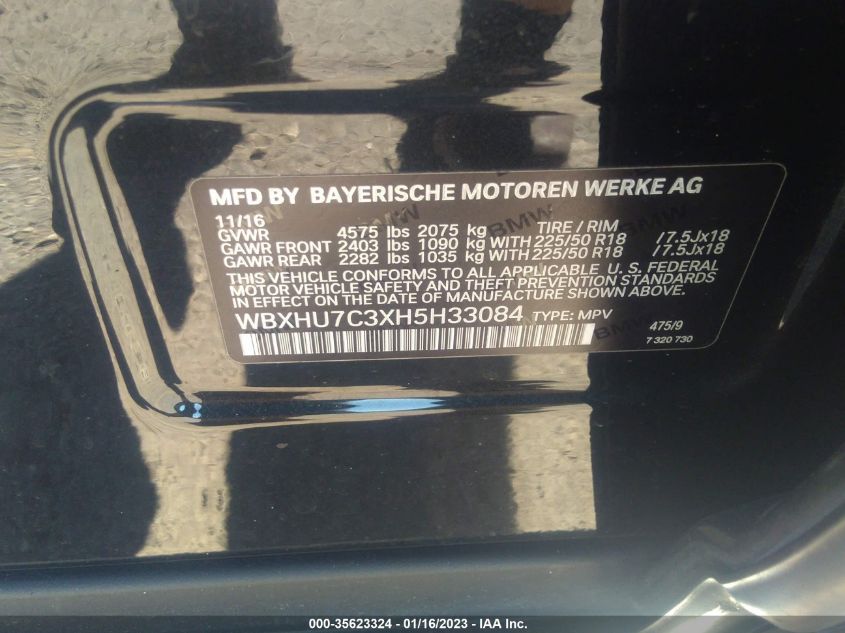 MFD BY BAYERISCHE MOTOREN WERKE AG
11/16
GVWR 4575 lbs 2075 kg TIRE / RIM
GAWR FRONT 2403 lbs 1090 kg WITH 225/50 R18 /7.5Jx18
GAWR REAR 2282 lbs 1035 kg WITH 225/50 R18 /7.5Jx18
THIS VEHICLE CONFORMS TO ALL APPLICABLE U. S. FEDERAL
MOTOR VEHICLE SAFETY AND THEFT PREVENTION STANDARDS
IN EFFECT ON THE DATE OF MANUFACTURE SHOWN ABOVE.
WBXHU7C3XH5H33084 TYPE: MPV
475/9
7 320 730
000-35623324 - 01/16/2023 - IAA Inc.